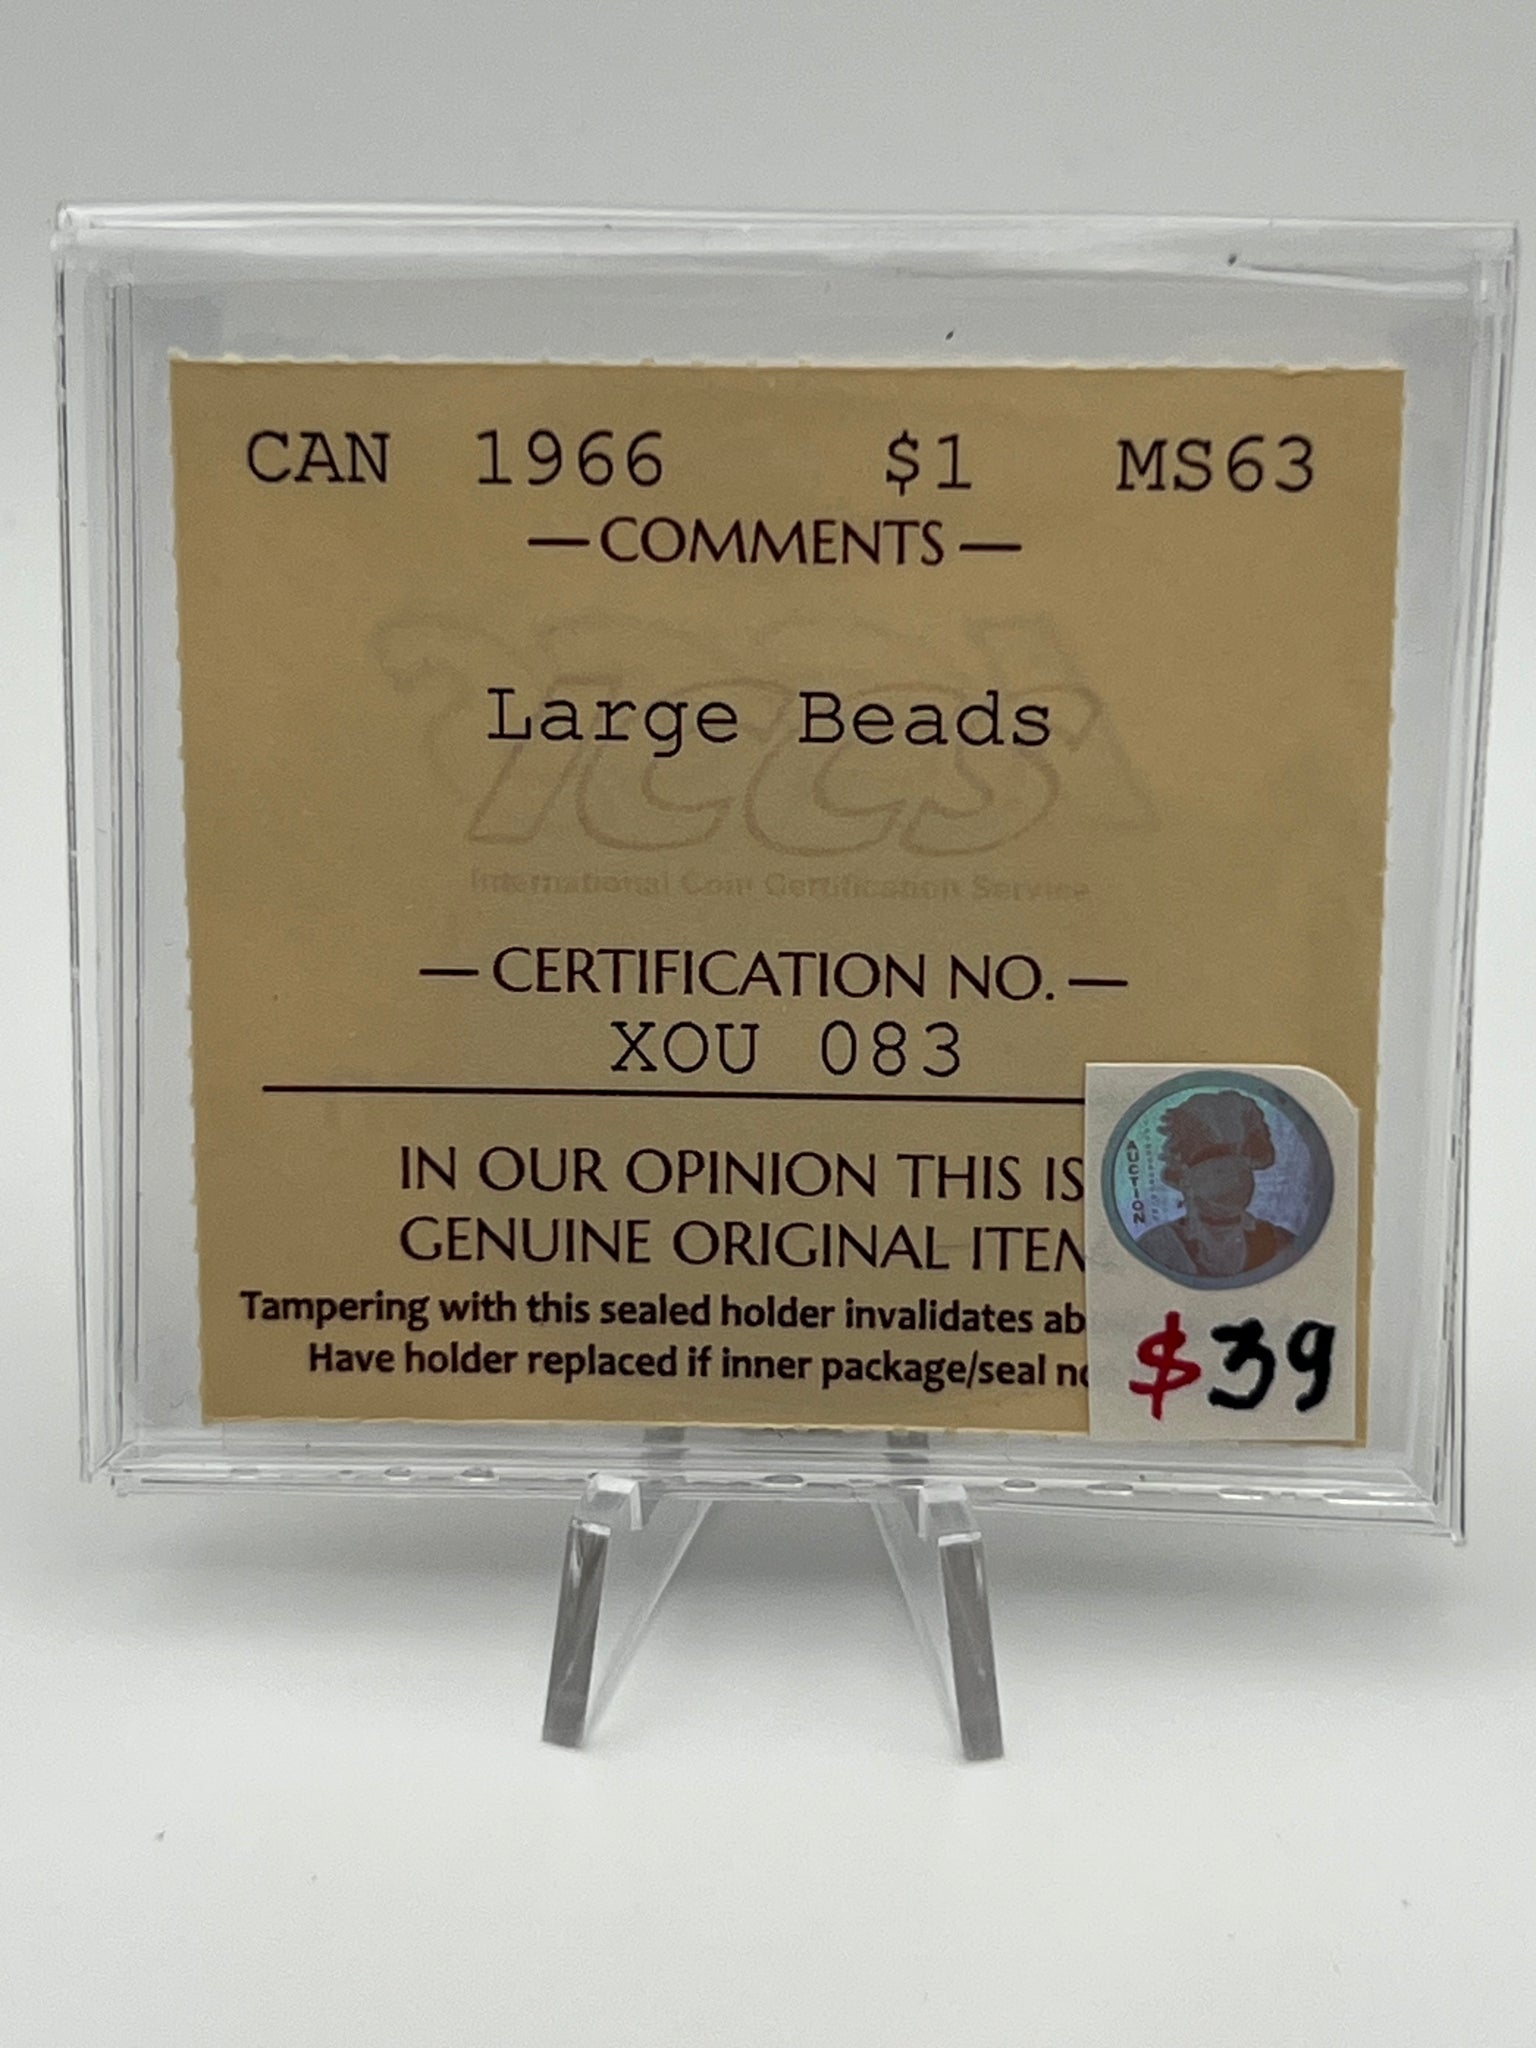 CAN 1966 $1 MS63
— COMMENTS —
Large Beads
ICCS
International Coin Certification Service
— CERTIFICATION NO. —
XOU 083
IN OUR OPINION THIS IS
GENUINE ORIGINAL ITEM
Tampering with this sealed holder invalidates ab
Have holder replaced if inner package/seal no
AUCTION
$39